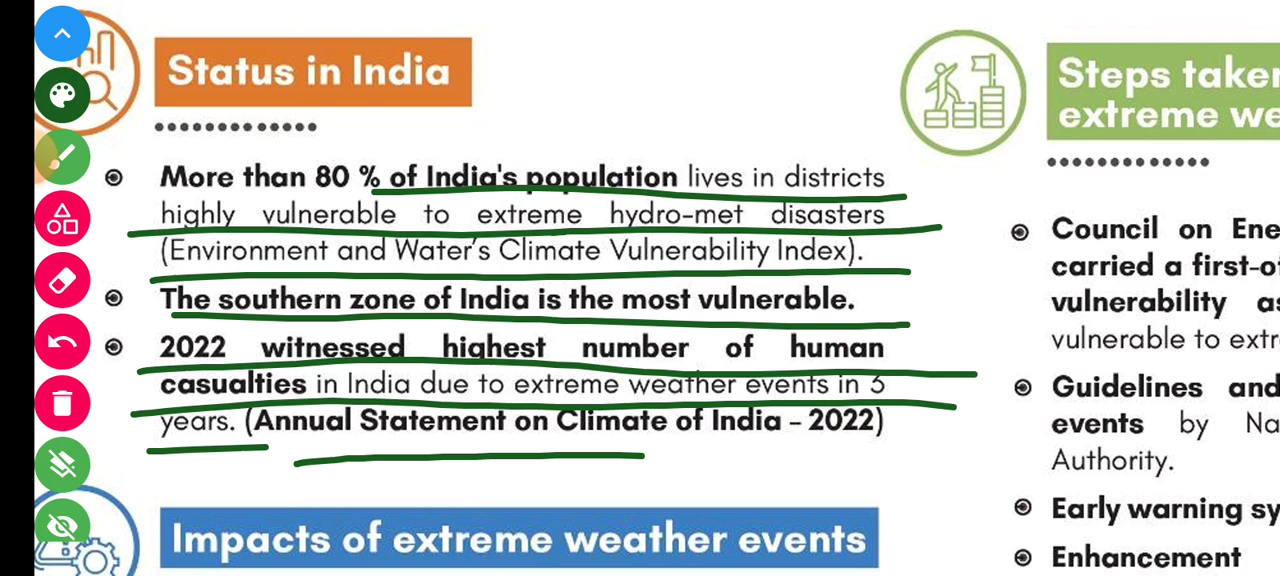 Status in India
More than 80 % of India's population lives in districts
highly vulnerable to extreme hydro-met disasters
(Environment and Water's Climate Vulnerability Index).
The southern zone of India is the most vulnerable.
2022 witnessed highest number of human
casualties in India due to extreme weather events in 3
years. (Annual Statement on Climate of India - 2022)
Impacts of extreme weather events
Steps taken
extreme we
Council on Ene
carried a first-of
vulnerability as
vulnerable to extre
Guidelines and
events by Na
Authority.
Early warning sy
Enhancement